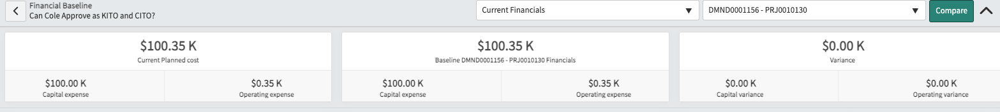 Financial Baseline
Can Cole Approve as KITO and CITO?
Current Financials
DMND0001156 - PRJ0010130
Compare
$100.35 K
Current Planned cost
$100.00 K
Capital expense
$0.35 K
Operating expense
$100.35 K
Baseline DMND0001156 - PRJ0010130 Financials
$100.00 K
Capital expense
$0.35 K
Operating expense
$0.00 K
Variance
$0.00 K
Capital variance
$0.00 K
Operating variance